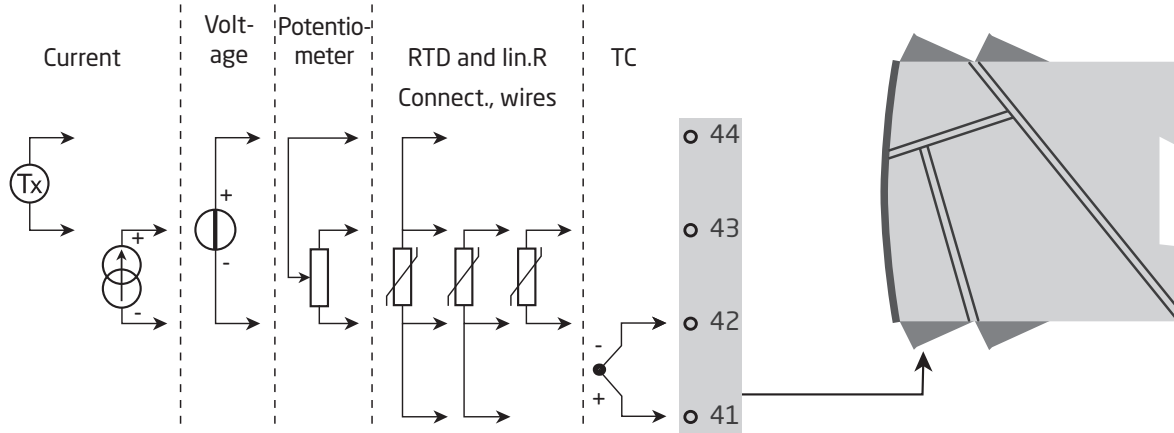 Current
Volt-
age
Potentio-
meter
RTD and lin.R
Connect., wires
TC
Tx
+
-
+
-
-
+
44
43
42
41